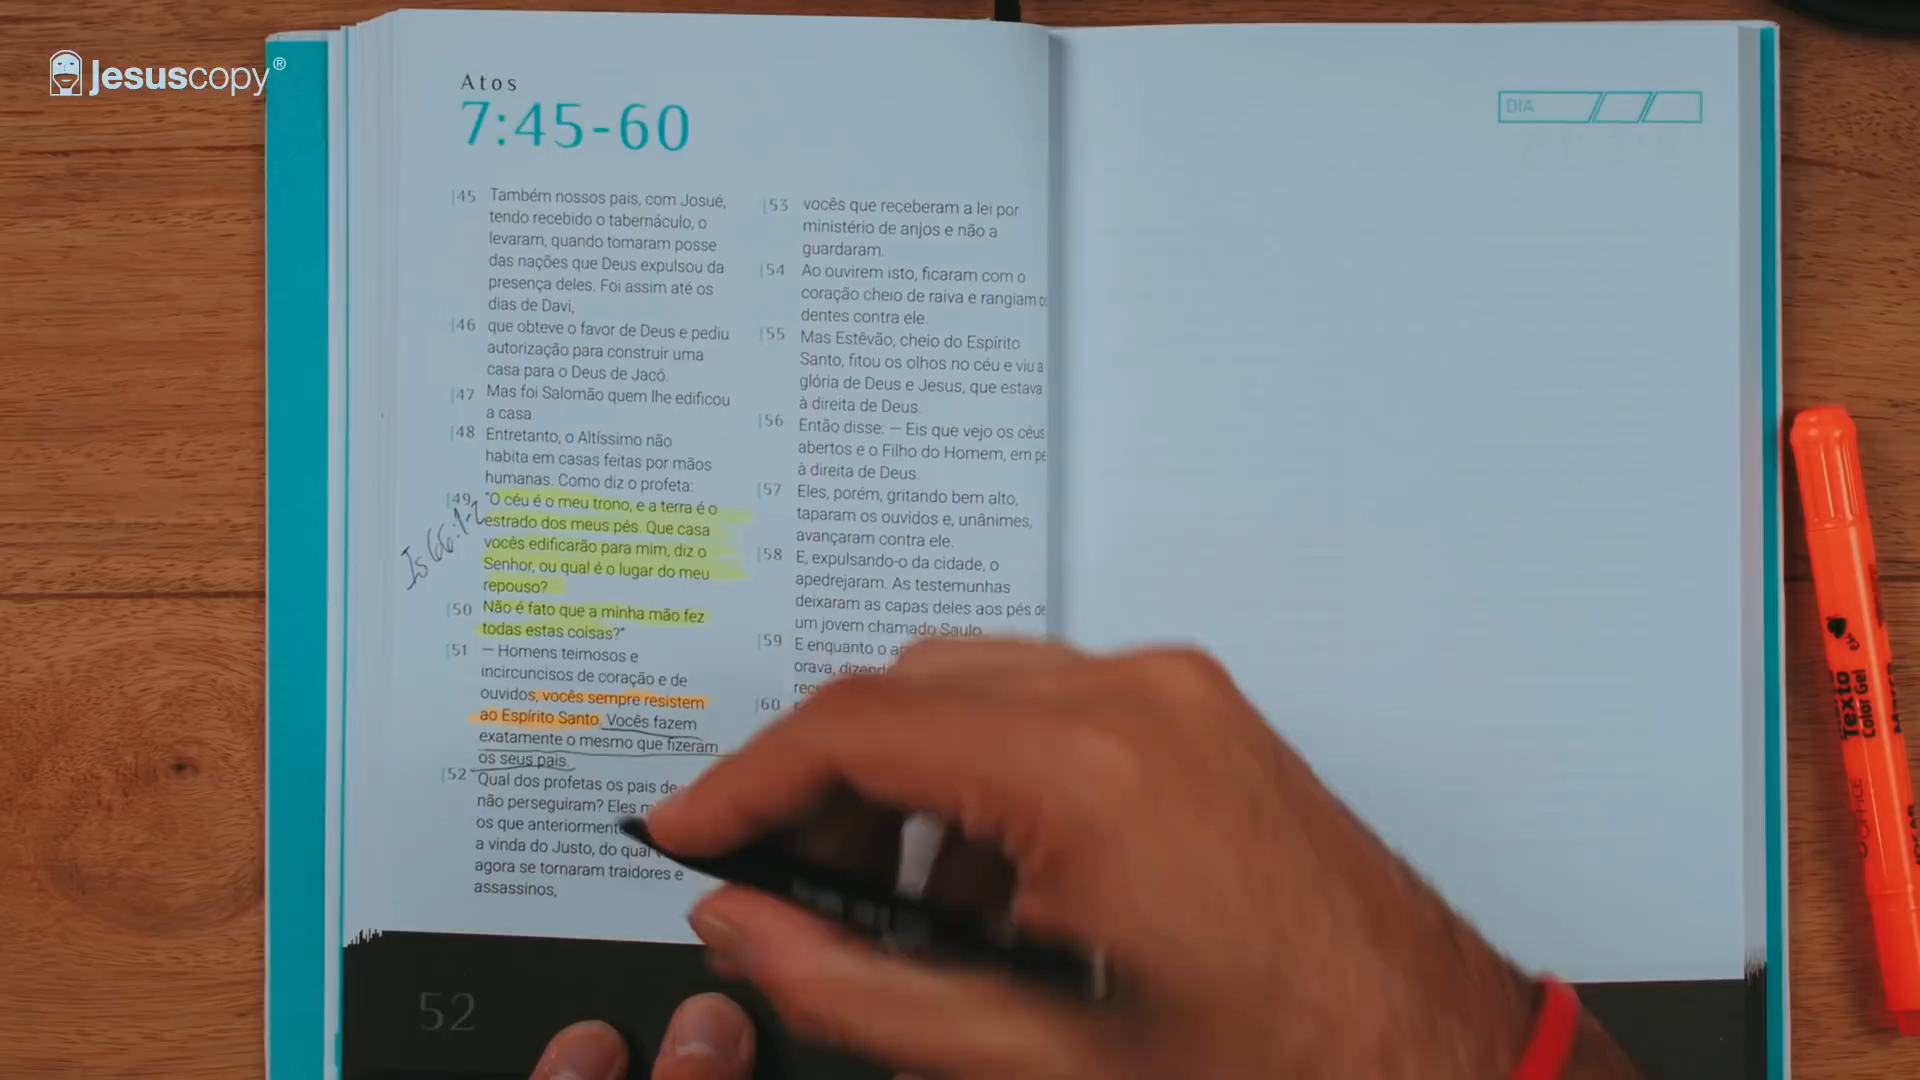 Jesuscopy®
Atos
7:45-60
DIA
45 Também nossos pais, com Josué,
tendo recebido o tabernáculo, o
levaram, quando tomaram posse
das nações que Deus expulsou da
presença deles. Foi assim até os
dias de Davi,
46 que obteve o favor de Deus e pediu
autorização para construir uma
casa para o Deus de Jacó.
47 Mas foi Salomão quem lhe edificou
a casa.
48 Entretanto, o Altíssimo não
habita em casas feitas por mãos
humanas. Como diz o profeta:
49 "O céu é o meu trono, e a terra é o
estrado dos meus pés. Que casa
vocês edificarão para mim, diz o
Senhor, ou qual é o lugar do meu
repouso?
Is 66:1-2
50 Não é fato que a minha mão fez
todas estas coisas?"
51 — Homens teimosos e
incircuncisos de coração e de
ouvidos, vocês sempre resistem
ao Espírito Santo. Vocês fazem
exatamente o mesmo que fizeram
os seus pais.
52 Qual dos profetas os pais de
não perseguiram? Eles
os que anteriormente
a vinda do Justo, do qual
agora se tornaram traidores e
assassinos,
53 vocês que receberam a lei por
ministério de anjos e não a
guardaram.
54 Ao ouvirem isto, ficaram com o
coração cheio de raiva e rangiam
dentes contra ele.
55 Mas Estêvão, cheio do Espírito
Santo, fitou os olhos no céu e viu a
glória de Deus e Jesus, que estava
à direita de Deus.
56 Então disse: — Eis que vejo os céus
abertos e o Filho do Homem, em pé
à direita de Deus.
57 Eles, porém, gritando bem alto,
taparam os ouvidos e, unânimes,
avançaram contra ele.
58 E, expulsando-o da cidade, o
apedrejaram. As testemunhas
deixaram as capas deles aos pés de
um jovem chamado Saulo.
59 E enquanto o
orava,
60
52
Texto
Color Gel